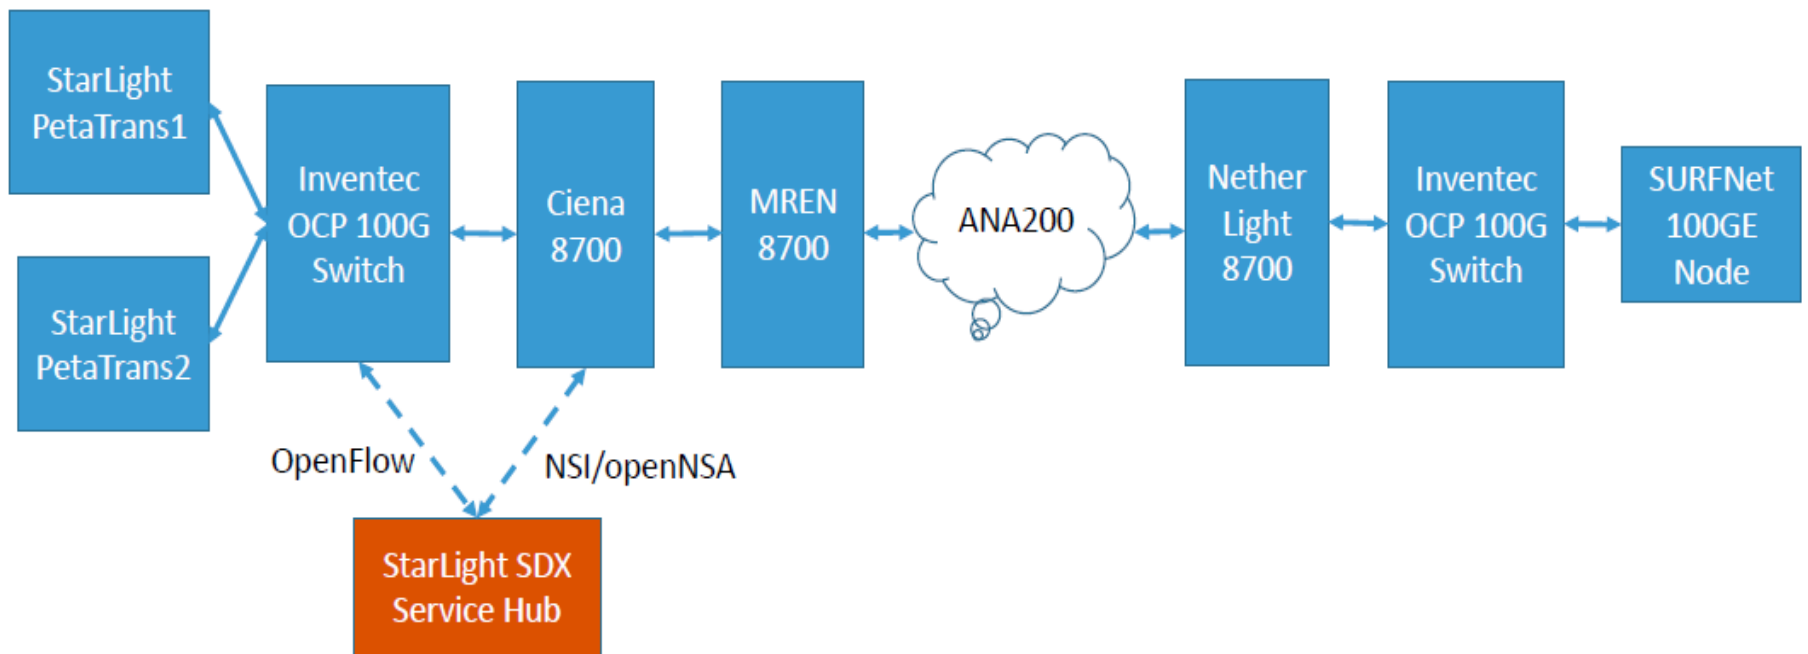 StarLight
PetaTrans1
StarLight
PetaTrans2
Inventec
OCP 100G
Switch
Ciena
8700
MREN
8700
ANA200
Nether
Light
8700
Inventec
OCP 100G
Switch
SURFNet
100GE
Node
OpenFlow
NSI/openNSA
StarLight SDX
Service Hub